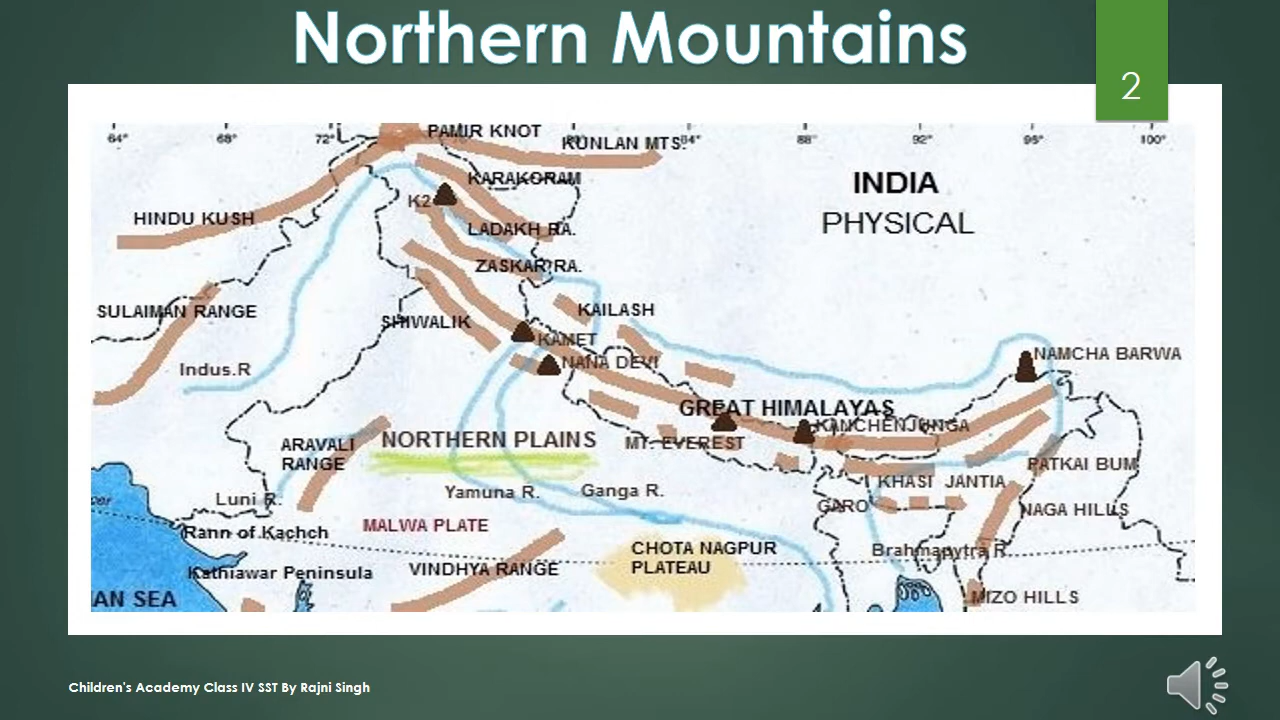 Northern Mountains
2
64° 68° 72° 84° 88° 92° 96° 100°
PAMIR KNOT
KUNLAN MTS.
KARAKORAM
INDIA
PHYSICAL
K2
HINDU KUSH
LADAKH RA.
ZASKAR RA.
SULAIMAN RANGE
KAILASH
SHIWALIK
KAMET
NANA DEVI
NAMCHA BARWA
Indus.R
GREAT HIMALAYAS
KANCHENJUNGA
NORTHERN PLAINS
MT. EVEREST
ARAVALI
RANGE
PATKAI BUM
KHASI JANTIA
Luni R.
Yamuna R.
Ganga R.
GARO
NAGA HILLS
MALWA PLATE
Rann of Kachch
CHOTA NAGPUR
PLATEAU
Brahmaputra R.
Kathiawar Peninsula
VINDHYA RANGE
AN SEA
MIZO HILLS
Children's Academy Class IV SST By Rajni Singh